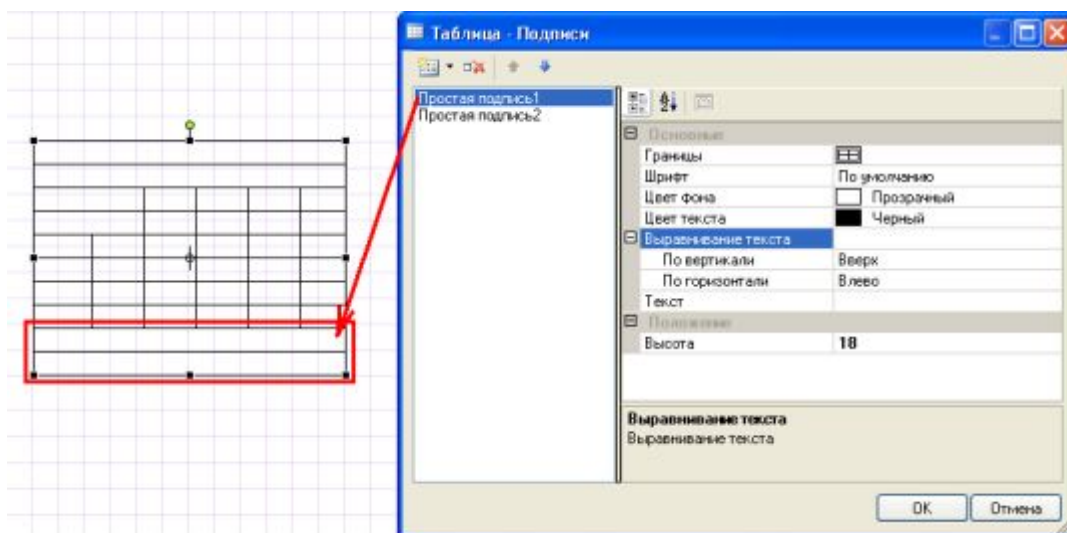 Таблица - Подписи
Простая подпись1
Простая подпись2
Основные
Границы
Шрифт По умолчанию
Цвет фона Прозрачный
Цвет текста Черный
Выравнивание текста
По вертикали Вверх
По горизонтали Влево
Текст
Положение
Высота 18
Выравнивание текста
Выравнивание текста
OK Отмена